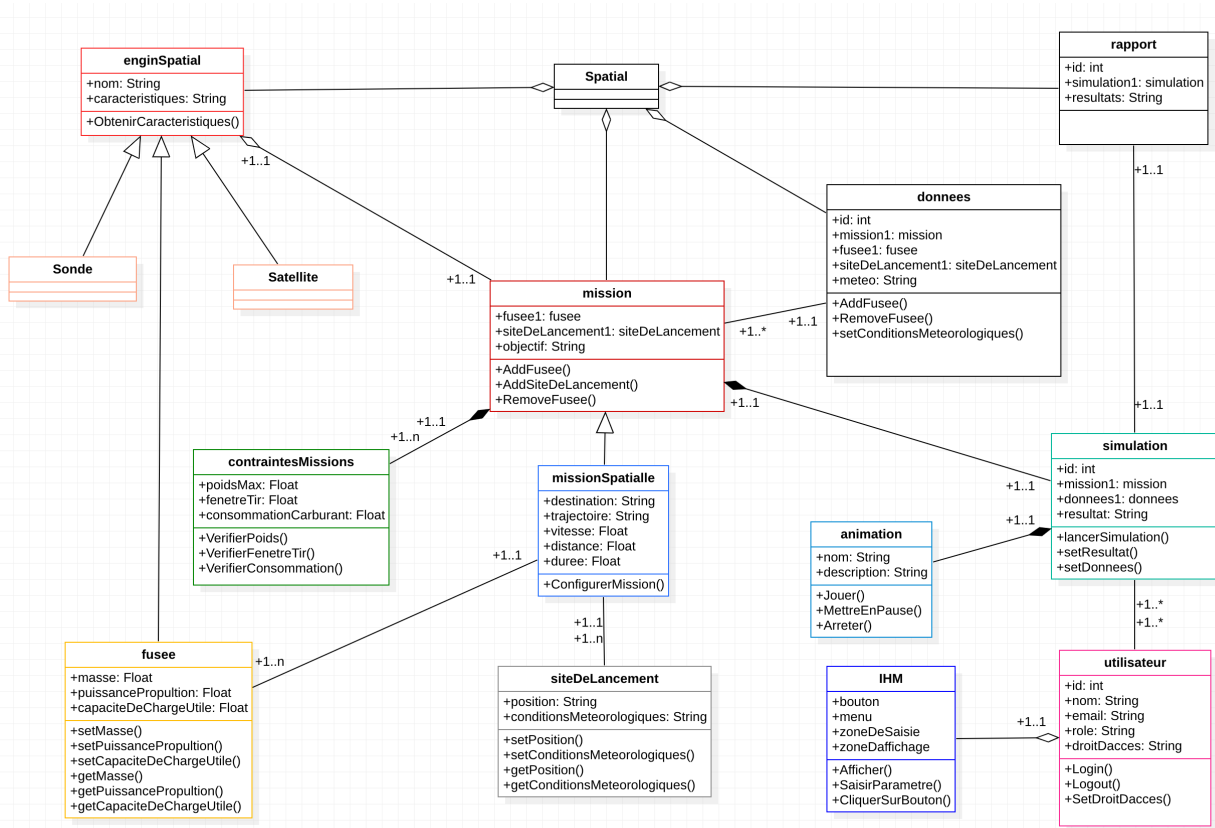 enginSpatial
+nom: String
+caracteristiques: String
+ObtenirCaracteristiques()
Spatial
rapport
+id: int
+simulation1: simulation
+resultats: String
+1..1
+1..1
donnees
+id: int
+mission1: mission
+fusee1: fusee
+siteDeLancement1: siteDeLancement
+meteo: String
+AddFusee()
+RemoveFusee()
+setConditionsMeteorologiques()
Sonde
Satellite
+1..1
mission
+fusee1: fusee
+siteDeLancement1: siteDeLancement
+objectif: String
+AddFusee()
+AddSiteDeLancement()
+RemoveFusee()
+1..*
+1..1
+1..1
+1..1
+1..1
+1..n
contraintesMissions
+poidsMax: Float
+fenetreTir: Float
+consommationCarburant: Float
+VerifierPoids()
+VerifierFenetreTir()
+VerifierConsommation()
missionSpatialle
+destination: String
+trajectoire: String
+vitesse: Float
+distance: Float
+duree: Float
+ConfigurerMission()
simulation
+id: int
+mission1: mission
+donnees1: donnees
+resultat: String
+lancerSimulation()
+setResultat()
+setDonnees()
+1..1
+1..1
animation
+nom: String
+description: String
+Jouer()
+MettreEnPause()
+Arreter()
+1..1
+1..n
+1..1
+1..n
+1..*
+1..*
fusee
+masse: Float
+puissancePropultion: Float
+capaciteDeChargeUtile: Float
+setMasse()
+setPuissancePropultion()
+setCapaciteDeChargeUtile()
+getMasse()
+getPuissancePropultion()
+getCapaciteDeChargeUtile()
siteDeLancement
+position: String
+conditionsMeteorologiques: String
+setPosition()
+setConditionsMeteorologiques()
+getPosition()
+getConditionsMeteorologiques()
IHM
+bouton
+menu
+zoneDeSaisie
+zoneDaffichage
+Afficher()
+SaisirParametre()
+CliquerSurBouton()
+1..1
utilisateur
+id: int
+nom: String
+email: String
+role: String
+droitDacces: String
+Login()
+Logout()
+SetDroitDacces()